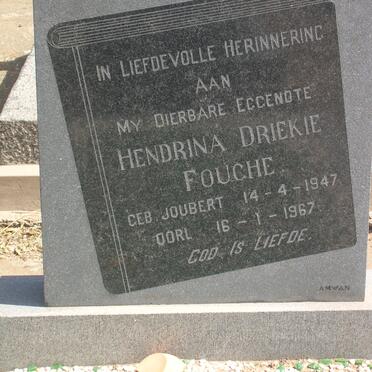 IN LIEFDEVOLLE HERINNERING
AAN
MY DIERBARE EGGENOTE
HENDRINA DRIEKIE
FOUCHE.
GEB. JOUBERT 14-4-1947
OORL. 16-1-1967.
GOD IS LIEFDE.
AMWAN